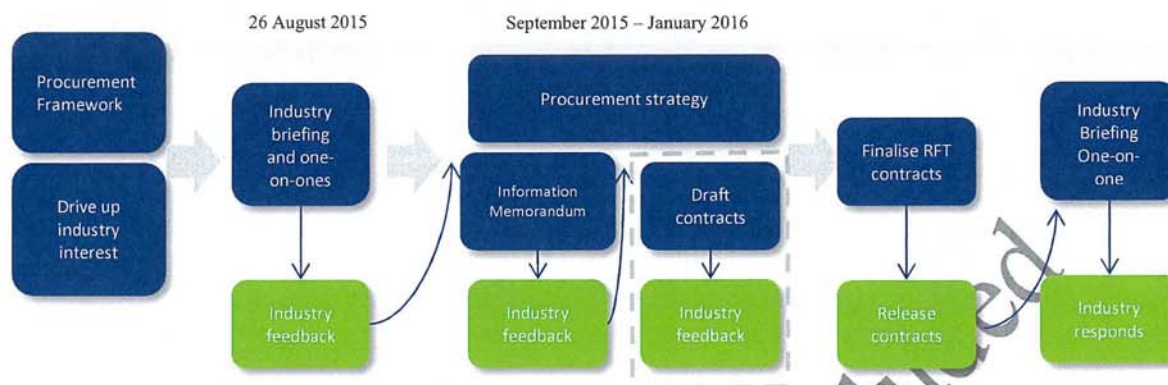 26 August 2015
September 2015 – January 2016
Procurement
Framework
Drive up
industry
interest
Industry
briefing
and one-
on-ones
Industry
feedback
Procurement strategy
Information
Memorandum
Industry
feedback
Draft
contracts
Industry
feedback
Finalise RFT
contracts
Release
contracts
Industry
Briefing
One-on-
one
Industry
responds